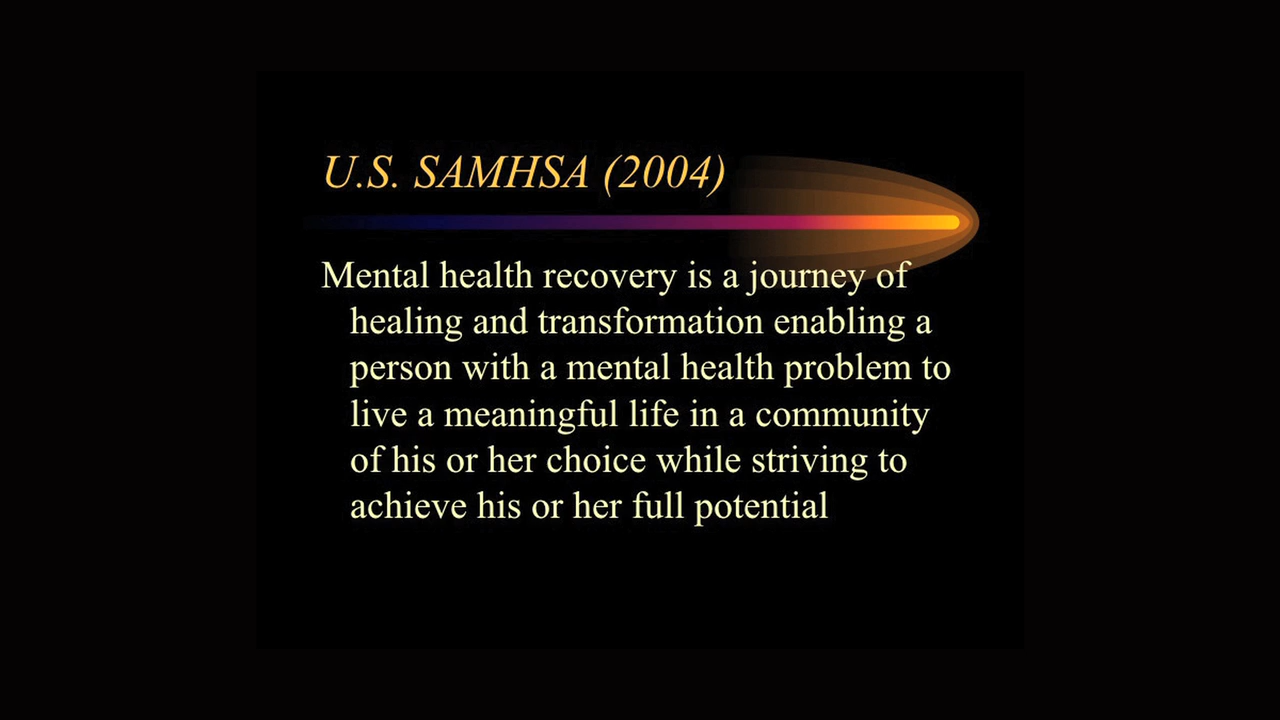 U.S. SAMHSA (2004)
Mental health recovery is a journey of
healing and transformation enabling a
person with a mental health problem to
live a meaningful life in a community
of his or her choice while striving to
achieve his or her full potential